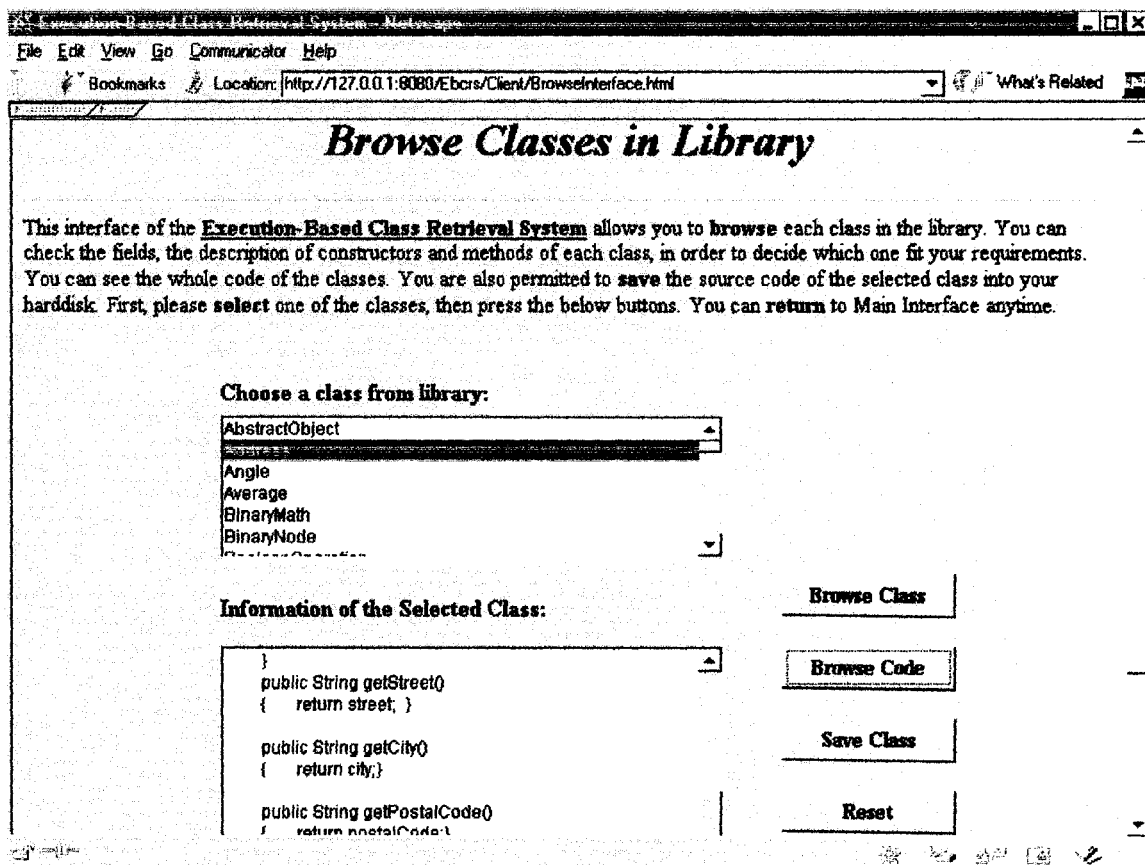 Execution-Based Class Retrieval System - Netscape
File Edit View Go Communicator Help
Bookmarks Location: http://127.0.0.1:8080/Ebcrs/Client/BrowseInterface.html What's Related
Browse Classes in Library
This interface of the Execution-Based Class Retrieval System allows you to browse each class in the library. You can
check the fields, the description of constructors and methods of each class, in order to decide which one fit your requirements.
You can see the whole code of the classes. You are also permitted to save the source code of the selected class into your
harddisk. First, please select one of the classes, then press the below buttons. You can return to Main Interface anytime.
Choose a class from library:
AbstractObject
Angle
Average
BinaryMath
BinaryNode
BooleanOperation
Browse Class
Information of the Selected Class:
}
public String getStreet()
{ return street; }
Browse Code
public String getCity()
{ return city;}
Save Class
public String getPostalCode()
{ return postalCode;}
Reset